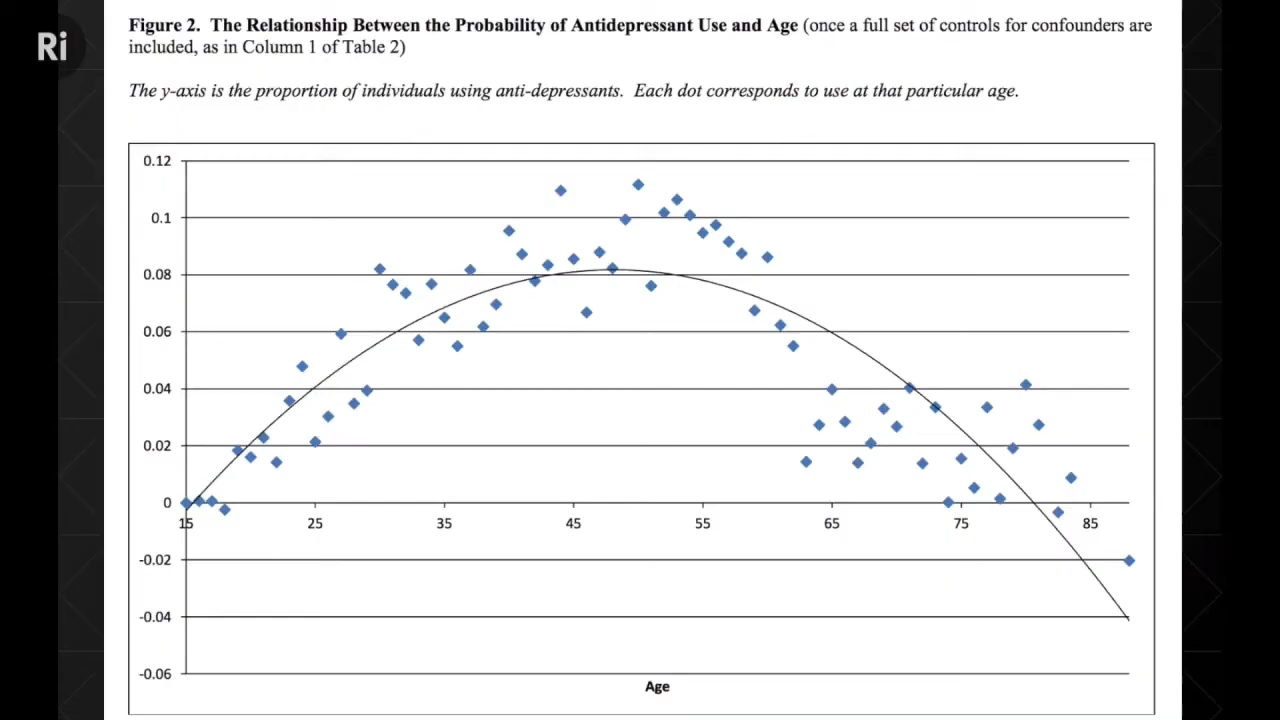 Ri
Figure 2. The Relationship Between the Probability of Antidepressant Use and Age (once a full set of controls for confounders are
included, as in Column 1 of Table 2)
The y-axis is the proportion of individuals using anti-depressants. Each dot corresponds to use at that particular age.
0.12
0.1
0.08
0.06
0.04
0.02
0
15 25 35 45 55 65 75 85
-0.02
-0.04
-0.06
Age